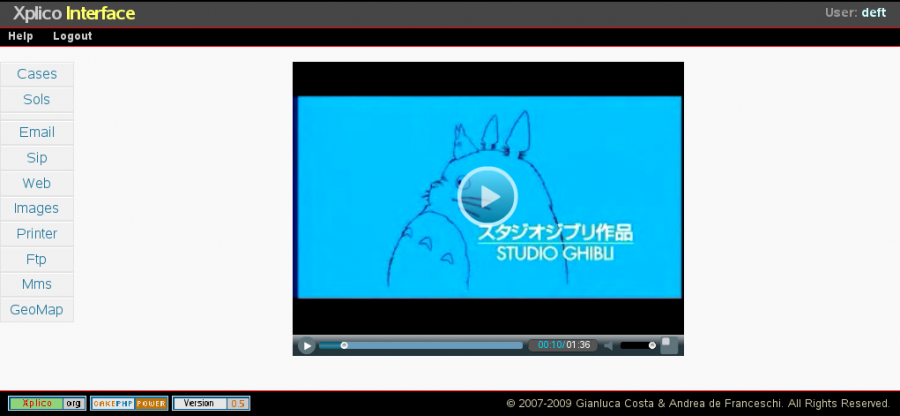 Xplico Interface
User: deft
Help Logout
Cases
Sols
Email
Sip
Web
Images
Printer
Ftp
Mms
GeoMap
スタジオジブリ作品
STUDIO GHIBLI
00:10/01:36
Xplico org CAKEPHP POWER Version 0.5
© 2007-2009 Gianluca Costa & Andrea de Franceschi. All Rights Reserved.